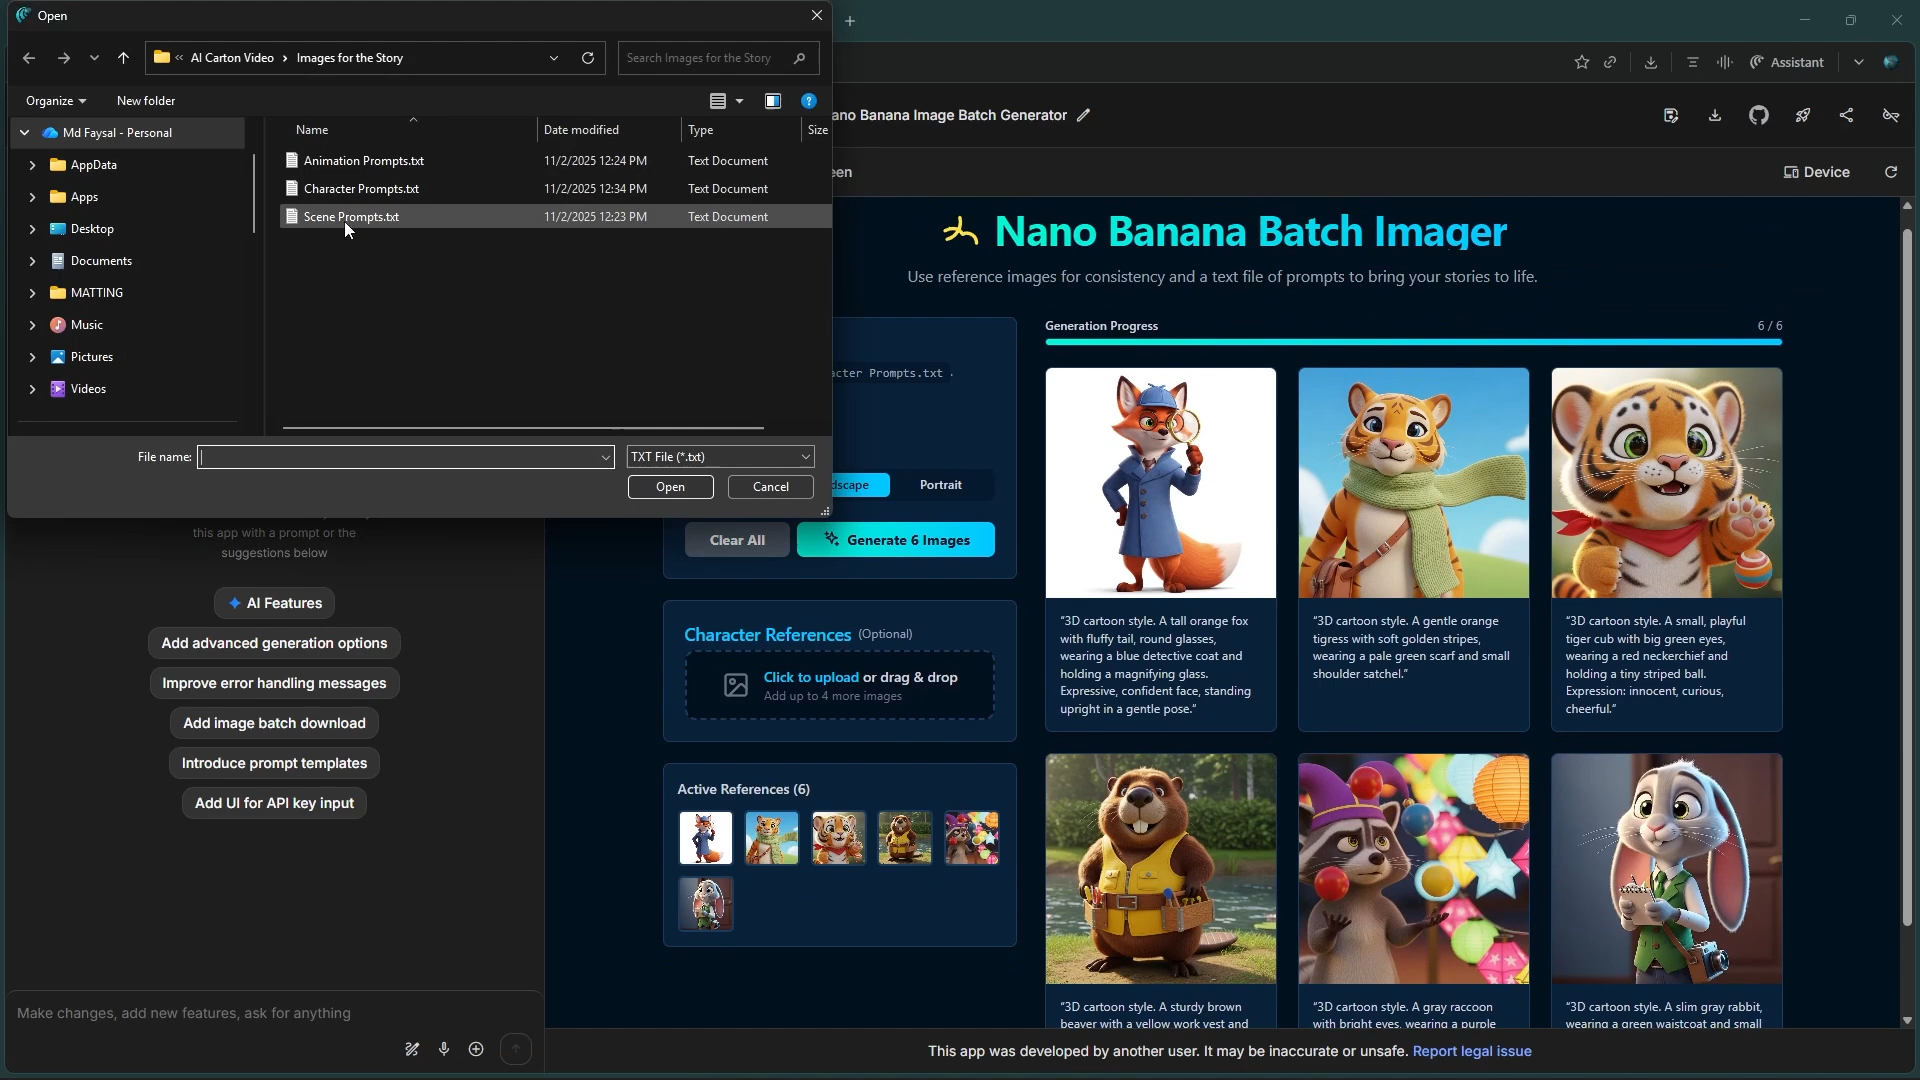 Open
AI Carton Video
Images for the Story
Search Images for the Story
Organize
New folder
Name
Date modified
Type
Size
Animation Prompts.txt
11/2/2025 12:24 PM
Text Document
Character Prompts.txt
11/2/2025 12:34 PM
Text Document
Scene Prompts.txt
11/2/2025 12:23 PM
Text Document
Md Faysal - Personal
AppData
Apps
Desktop
Documents
MATTING
Music
Pictures
Videos
File name:
TXT File (*.txt)
Open
Cancel
Assistant
ano Banana Image Batch Generator
een
Device
Nano Banana Batch Imager
Use reference images for consistency and a text file of prompts to bring your stories to life.
acter Prompts.txt .
dscape
Portrait
Clear All
Generate 6 Images
Character References (Optional)
Click to upload or drag & drop
Add up to 4 more images
Active References (6)
Generation Progress
6 / 6
"3D cartoon style. A tall orange fox
with fluffy tail, round glasses,
wearing a blue detective coat and
holding a magnifying glass.
Expressive, confident face, standing
upright in a gentle pose."
"3D cartoon style. A gentle orange
tigress with soft golden stripes,
wearing a pale green scarf and small
shoulder satchel."
"3D cartoon style. A small, playful
tiger cub with big green eyes,
wearing a red neckerchief and
holding a tiny striped ball.
Expression: innocent, curious,
cheerful."
"3D cartoon style. A sturdy brown
beaver with a yellow work vest and
"3D cartoon style. A gray raccoon
with bright eyes, wearing a purple
"3D cartoon style. A slim gray rabbit,
wearing a green waistcoat and small
this app with a prompt or the
suggestions below
AI Features
Add advanced generation options
Improve error handling messages
Add image batch download
Introduce prompt templates
Add UI for API key input
Make changes, add new features, ask for anything
This app was developed by another user. It may be inaccurate or unsafe. Report legal issue